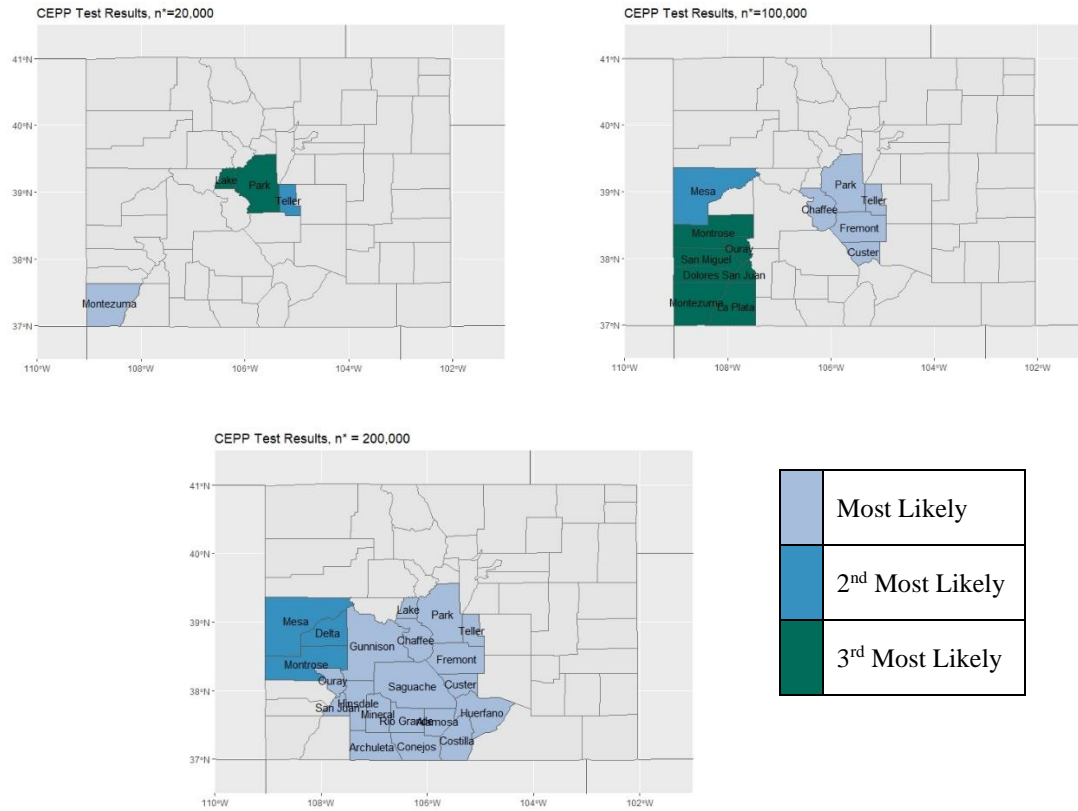 CEPP Test Results, n*=20,000
41°N
40°N
39°N
38°N
37°N
Lake
Park
Teller
Montezuma
110°W
108°W
106°W
104°W
102°W
CEPP Test Results, n*=100,000
41°N
40°N
39°N
38°N
37°N
Mesa
Park
Teller
Chaffee
Fremont
Custer
Montrose
Ouray
San Miguel
Dolores San Juan
Montezuma
La Plata
110°W
108°W
106°W
104°W
102°W
CEPP Test Results, n* = 200,000
41°N
40°N
39°N
38°N
37°N
Mesa
Delta
Montrose
Lake
Park
Teller
Gunnison
Chaffee
Fremont
Ouray
Saguache
Custer
San Juan
Hinsdale
Mineral
Rio Grande
Alamosa
Huerfano
Costilla
Archuleta
Conejos
110°W
108°W
106°W
104°W
102°W
Most Likely
2nd Most Likely
3rd Most Likely